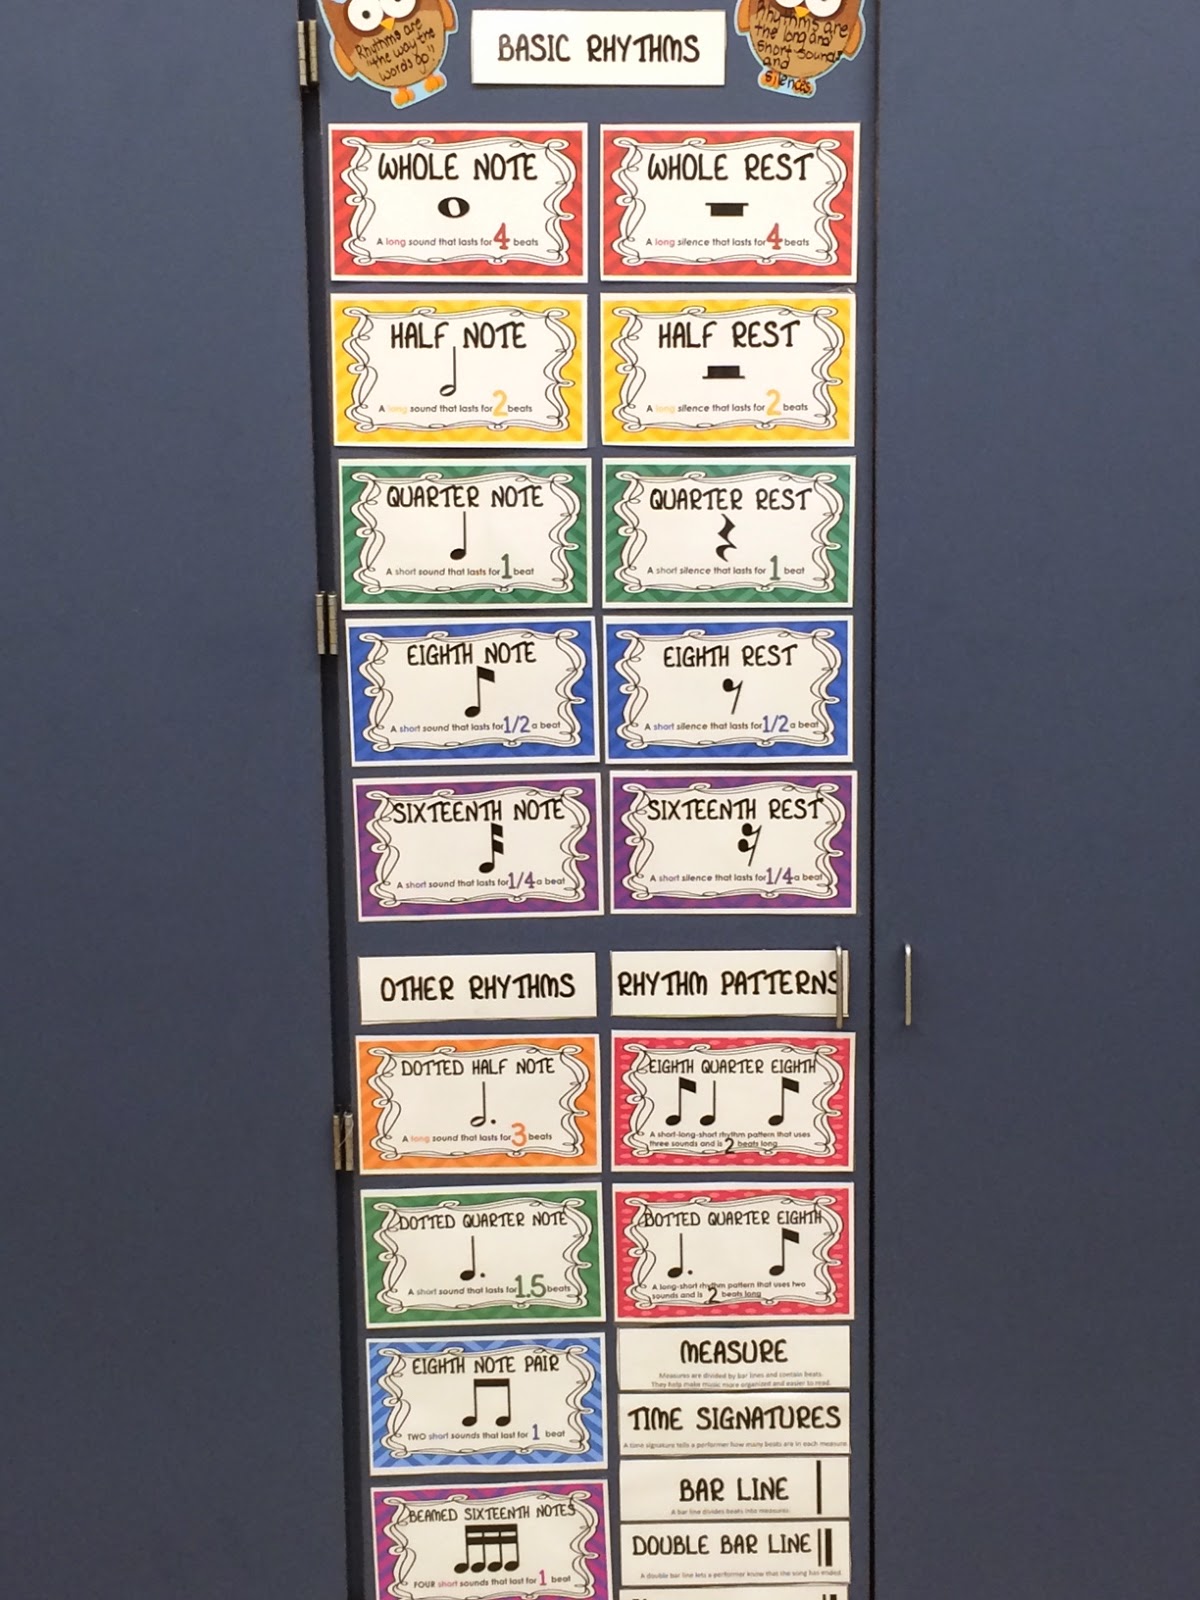 Rhythms are
"the way the
words go".
BASIC RHYTHMS
Rhythms are
the long and
short sounds
and
silences.
WHOLE NOTE
A long sound that lasts for 4 beats
WHOLE REST
A long silence that lasts for 4 beats
HALF NOTE
A long sound that lasts for 2 beats
HALF REST
A long silence that lasts for 2 beats
QUARTER NOTE
A short sound that lasts for 1 beat
QUARTER REST
A short silence that lasts for 1 beat
EIGHTH NOTE
A short sound that lasts for 1/2 a beat
EIGHTH REST
A short silence that lasts for 1/2 a beat
SIXTEENTH NOTE
A short sound that lasts for 1/4 a beat
SIXTEENTH REST
A short silence that lasts for 1/4 a beat
OTHER RHYTHMS
RHYTHM PATTERNS
DOTTED HALF NOTE
A long sound that lasts for 3 beats
EIGHTH QUARTER EIGHTH
A short-long-short rhythm pattern that uses
three sounds and is 2 beats long
DOTTED QUARTER NOTE
A short sound that lasts for 1.5 beats
DOTTED QUARTER EIGHTH
A long-short rhythm pattern that uses two
sounds and is 2 beats long
EIGHTH NOTE PAIR
TWO short sounds that last for 1 beat
MEASURE
Measures are divided by bar lines and contain beats.
They help make music more organized and easier to read.
TIME SIGNATURES
A time signature tells a performer how many beats are in each measure.
BAR LINE
A bar line divides beats into measures.
BEAMED SIXTEENTH NOTES
FOUR short sounds that last for 1 beat
DOUBLE BAR LINE
A double bar line lets a performer know that the song has ended.